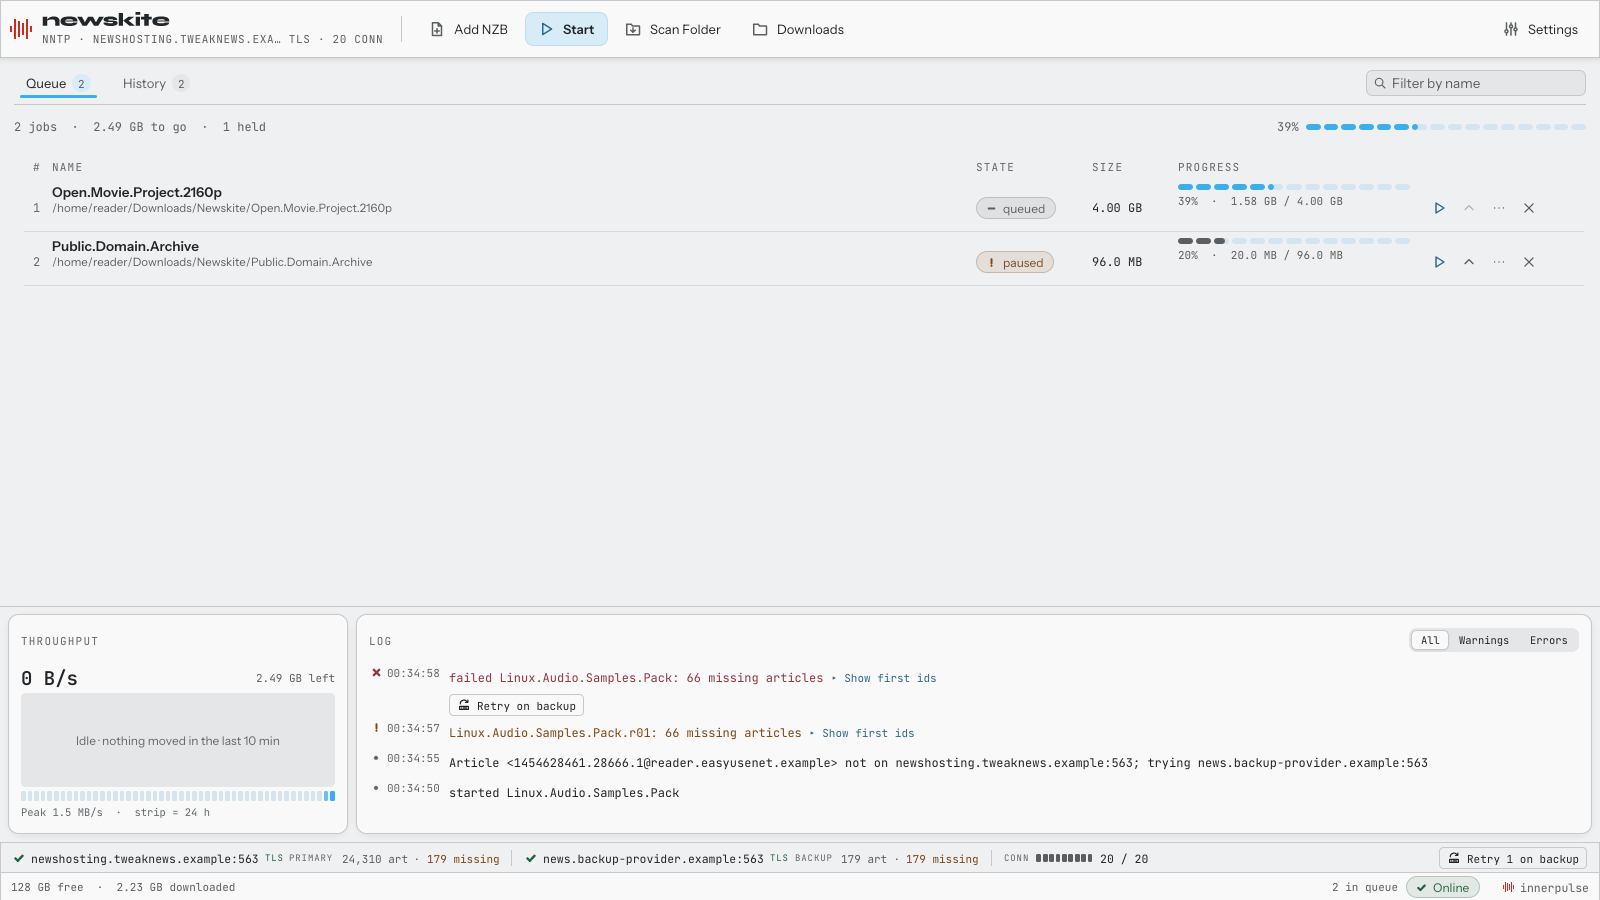 newskite
NNTP · NEWSHOSTING.TWEAKNEWS.EXA… TLS · 20 CONN
Add NZB
Start
Scan Folder
Downloads
Settings
Queue 2
History 2
Filter by name
2 jobs · 2.49 GB to go · 1 held
39%
# NAME STATE SIZE PROGRESS
Open.Movie.Project.2160p
1 /home/reader/Downloads/Newskite/Open.Movie.Project.2160p
queued
4.00 GB
39% · 1.58 GB / 4.00 GB
Public.Domain.Archive
2 /home/reader/Downloads/Newskite/Public.Domain.Archive
paused
96.0 MB
20% · 20.0 MB / 96.0 MB
THROUGHPUT
0 B/s
2.49 GB left
Idle · nothing moved in the last 10 min
Peak 1.5 MB/s · strip = 24 h
LOG
All Warnings Errors
00:34:58 failed Linux.Audio.Samples.Pack: 66 missing articles ‣ Show first ids
Retry on backup
00:34:57 Linux.Audio.Samples.Pack.r01: 66 missing articles ‣ Show first ids
00:34:55 Article <1454628461.28666.1@reader.easyusenet.example> not on newshosting.tweaknews.example:563; trying news.backup-provider.example:563
00:34:50 started Linux.Audio.Samples.Pack
newshosting.tweaknews.example:563 TLS PRIMARY 24,310 art · 179 missing
news.backup-provider.example:563 TLS BACKUP 179 art · 179 missing
CONN 20 / 20
Retry 1 on backup
128 GB free · 2.23 GB downloaded
2 in queue
Online
innerpulse